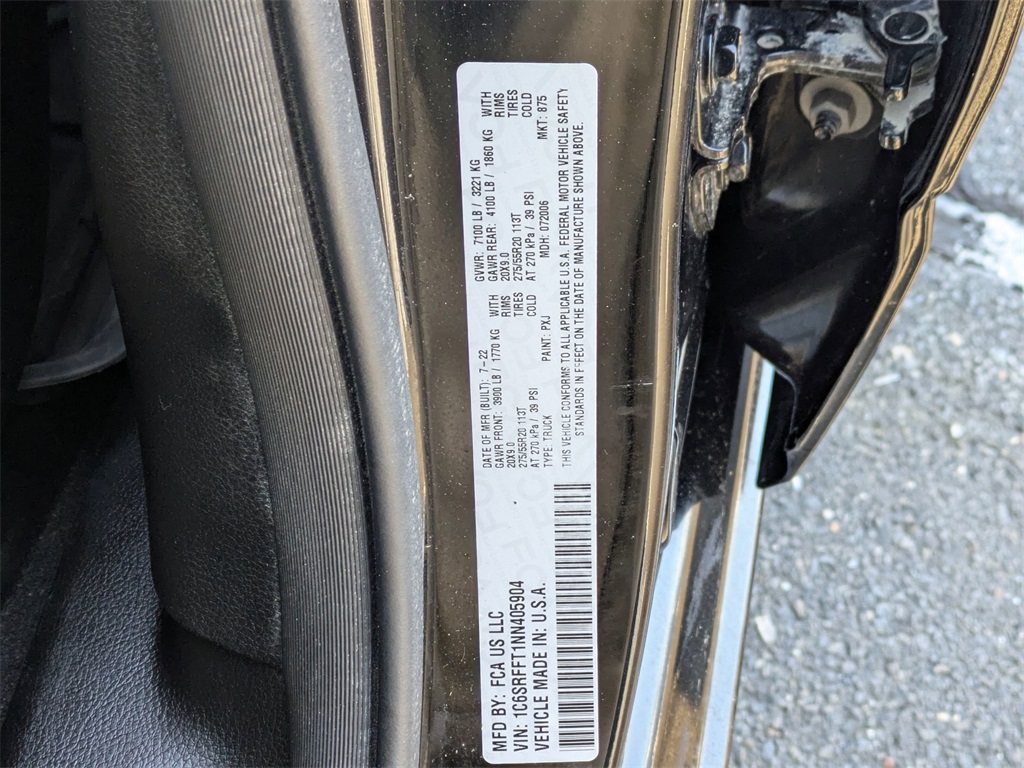 MFD BY: FCA US LLC
VIN: 1C6SRFFT1NN405904
VEHICLE MADE IN: U.S.A.
DATE OF MFR (BUILT): 7-22
GVWR: 7100 LB / 3221 KG
GAWR FRONT: 3900 LB / 1770 KG WITH
GAWR REAR: 4100 LB / 1860 KG WITH
20X9.0 RIMS
20X9.0 RIMS
275/55R20 113T TIRES
275/55R20 113T TIRES
AT 270 kPa / 39 PSI COLD
AT 270 kPa / 39 PSI COLD
TYPE: TRUCK PAINT: PXJ MDH: 072006 MKT: 875
THIS VEHICLE CONFORMS TO ALL APPLICABLE U.S.A. FEDERAL MOTOR VEHICLE SAFETY
STANDARDS IN EFFECT ON THE DATE OF MANUFACTURE SHOWN ABOVE.